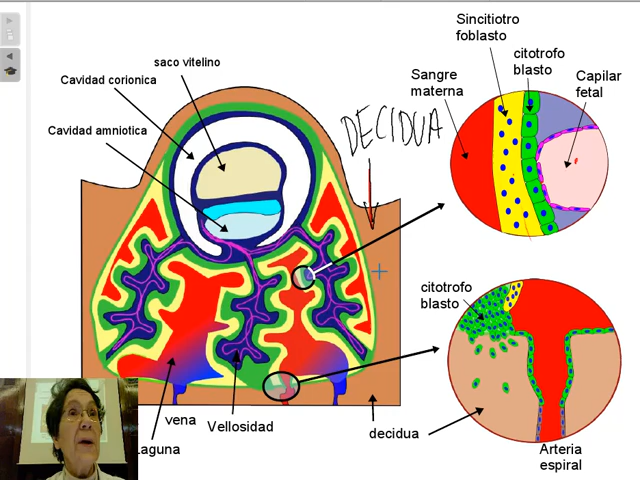 Sincitiotro
foblasto
citotrofo
blasto
Sangre
materna
Capilar
fetal
saco vitelino
Cavidad corionica
Cavidad amniotica
DECIDUA
citotrofo
blasto
vena
Vellosidad
Laguna
decidua
Arteria
espiral